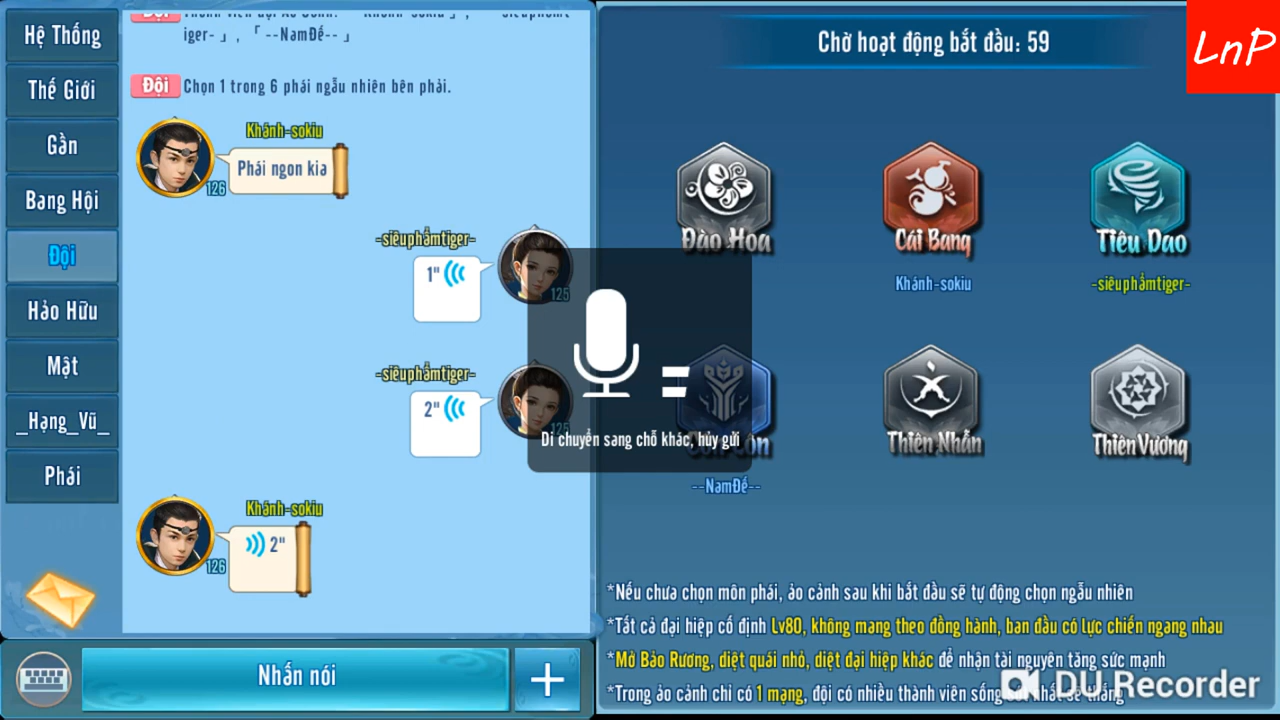 Hệ Thống
Thế Giới
Gần
Bang Hội
Đội
Hảo Hữu
Mật
_Hạng_Vũ_
Phái
iger-」,「--NamĐế--」
Đội Chọn 1 trong 6 phái ngẫu nhiên bên phải.
Khánh-sokiu
Phái ngon kia
126
-siêuphẩmtiger-
1"
125
-siêuphẩmtiger-
2"
Khánh-sokiu
2"
126
Nhấn nói
Di chuyển sang chỗ khác, hủy gửi
Chờ hoạt động bắt đầu: 59
LnP
Đào Hoa
Cái Bang
Tiêu Dao
Khánh-sokiu
-siêuphẩmtiger-
Thiên Nhẫn
Thiên Vương
--NamĐế--
*Nếu chưa chọn môn phái, ảo cảnh sau khi bắt đầu sẽ tự động chọn ngẫu nhiên
*Tất cả đại hiệp cố định Lv80, không mang theo đồng hành, ban đầu có lực chiến ngang nhau
*Mở Bảo Rương, diệt quái nhỏ, diệt đại hiệp khác để nhận tài nguyên tăng sức mạnh
*Trong ảo cảnh chỉ có 1 mạng, đội có nhiều thành viên sống sót nhất sẽ thắng
DU Recorder